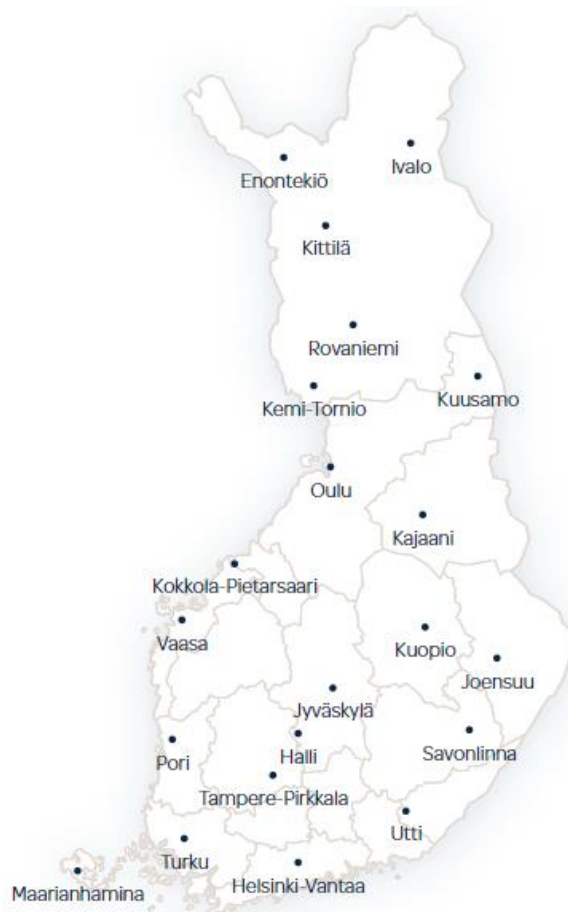 Ivalo
Enontekiö
Kittilä
Rovaniemi
Kuusamo
Kemi-Tornio
Oulu
Kajaani
Kokkola-Pietarsaari
Vaasa
Kuopio
Joensuu
Jyväskylä
Halli
Savonlinna
Pori
Tampere-Pirkkala
Utti
Turku
Helsinki-Vantaa
Maarianhamina